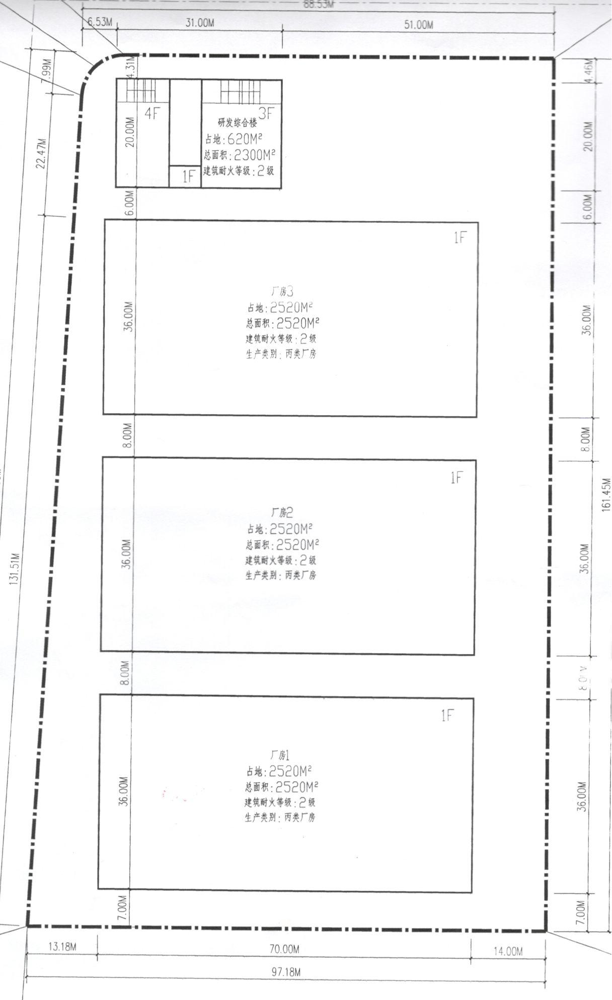 88.53M
6.53M
31.00M
51.00M
4.31M
4.46M
4F
3F
研发综合楼
占地:620M²
总面积:2300M²
建筑耐火等级:2级
1F
20.00M
20.00M
22.47M
6.00M
6.00M
1F
厂房3
占地:2520M²
总面积:2520M²
建筑耐火等级:2级
生产类别:丙类厂房
36.00M
36.00M
8.00M
8.00M
161.45M
1F
厂房2
占地:2520M²
总面积:2520M²
建筑耐火等级:2级
生产类别:丙类厂房
36.00M
36.00M
131.51M
8.00M
1F
厂房1
占地:2520M²
总面积:2520M²
建筑耐火等级:2级
生产类别:丙类厂房
36.00M
36.00M
7.00M
7.00M
13.18M
70.00M
14.00M
97.18M